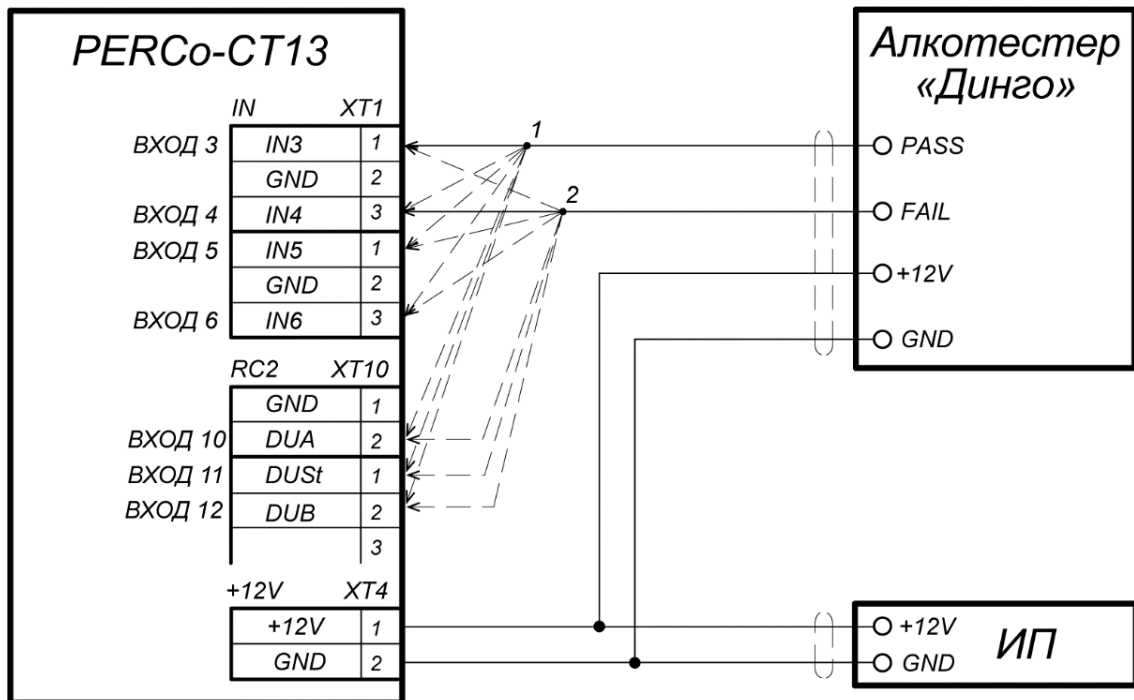 PERCo-CT13
IN XT1
ВХОД 3 IN3 1
GND 2
ВХОД 4 IN4 3
ВХОД 5 IN5 1
GND 2
ВХОД 6 IN6 3
RC2 XT10
GND 1
ВХОД 10 DUA 2
ВХОД 11 DUSt 1
ВХОД 12 DUB 2
3
+12V XT4
+12V 1
GND 2
1
2
Алкотестер
«Динго»
PASS
FAIL
+12V
GND
+12V
GND
ИП